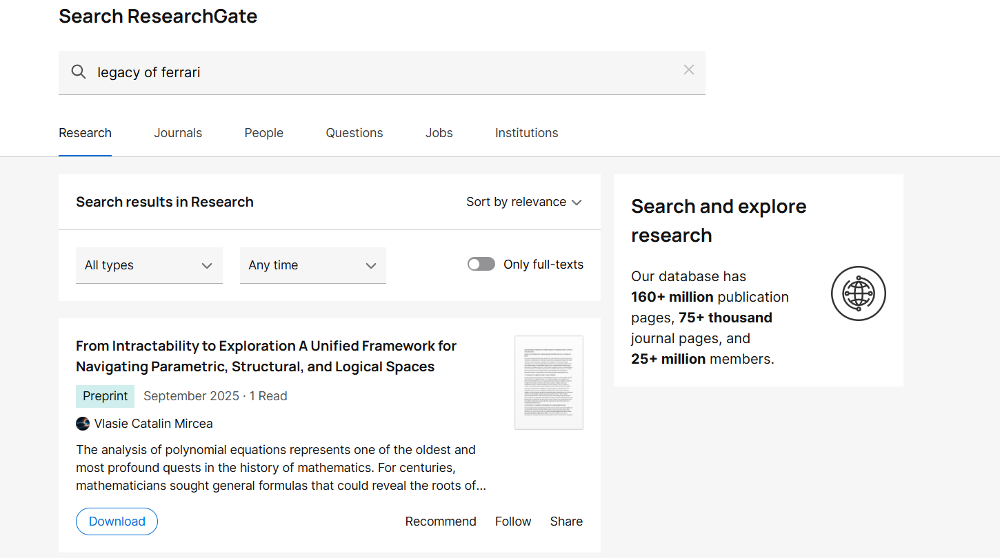 Search ResearchGate
legacy of ferrari
Research Journals People Questions Jobs Institutions
Search results in Research
Sort by relevance
All types
Any time
Only full-texts
From Intractability to Exploration A Unified Framework for
Navigating Parametric, Structural, and Logical Spaces
Preprint September 2025 · 1 Read
Vlasie Catalin Mircea
The analysis of polynomial equations represents one of the oldest and
most profound quests in the history of mathematics. For centuries,
mathematicians sought general formulas that could reveal the roots of...
Download
Recommend Follow Share
Search and explore
research
Our database has
160+ million publication
pages, 75+ thousand
journal pages, and
25+ million members.